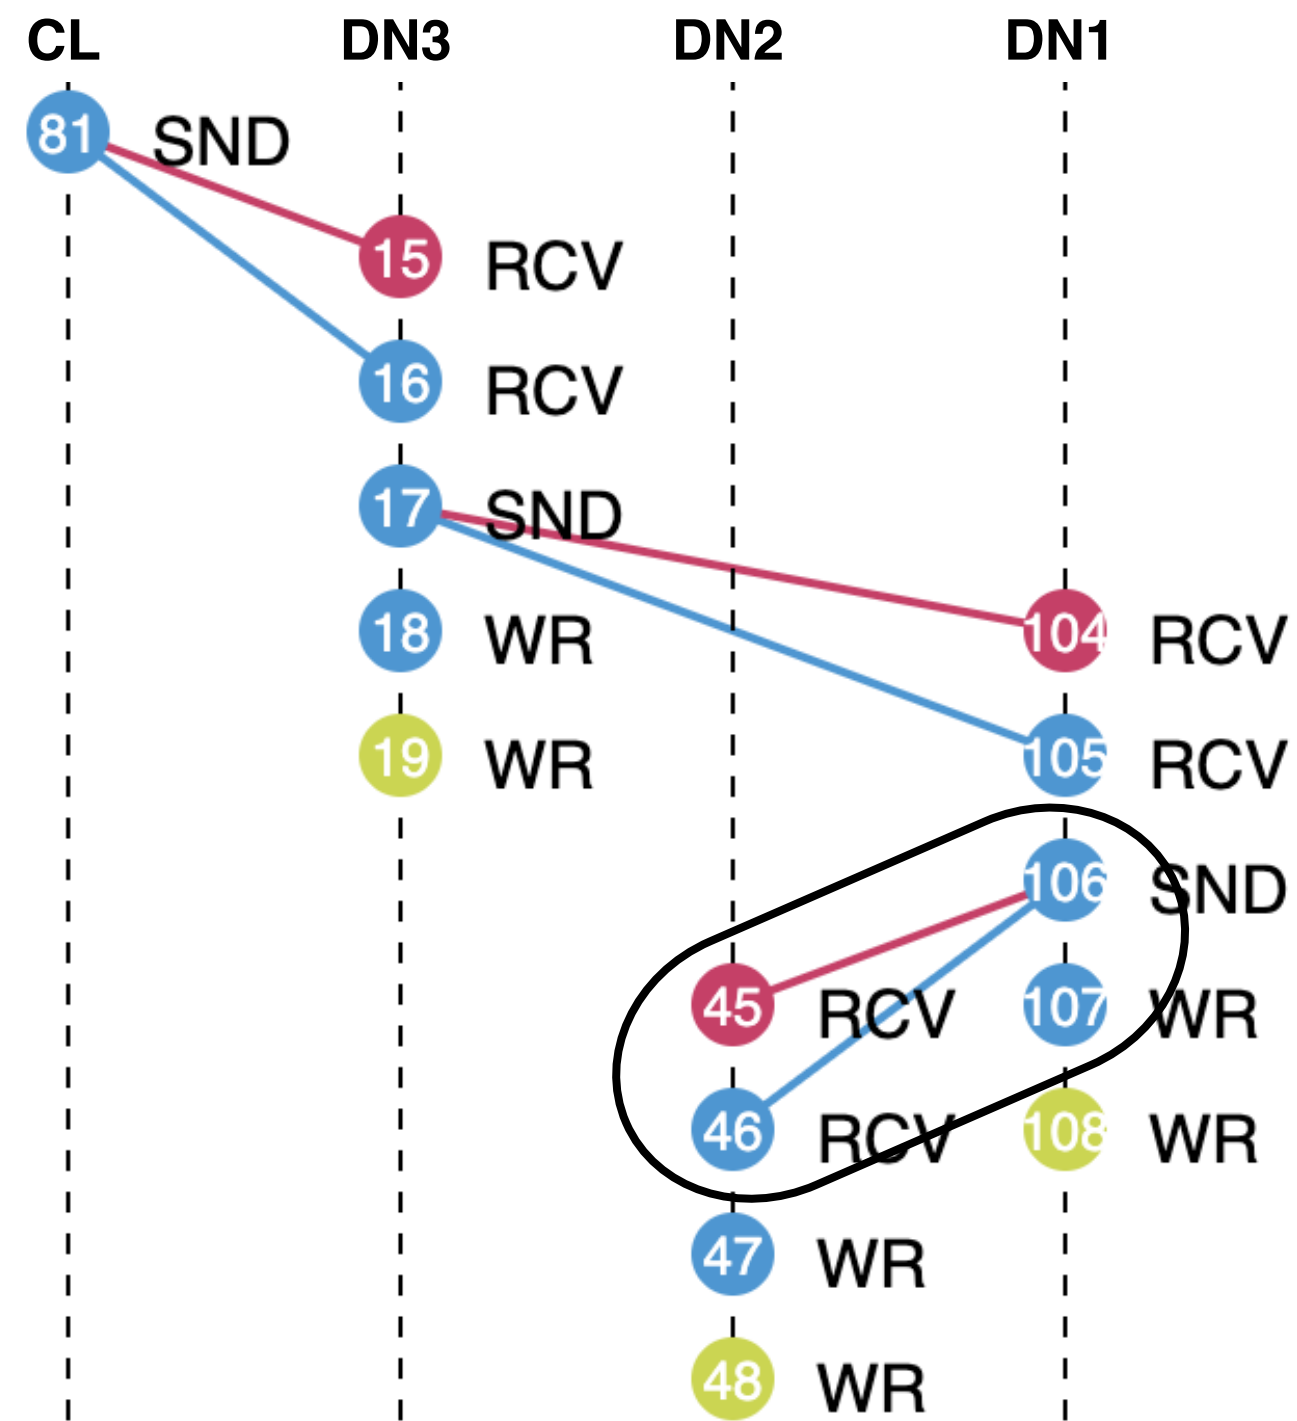 CL DN3 DN2 DN1
81 SND
15 RCV
16 RCV
17 SND
18 WR 104 RCV
19 WR 105 RCV
106 SND
45 RCV 107 WR
46 RCV 108 WR
47 WR
48 WR